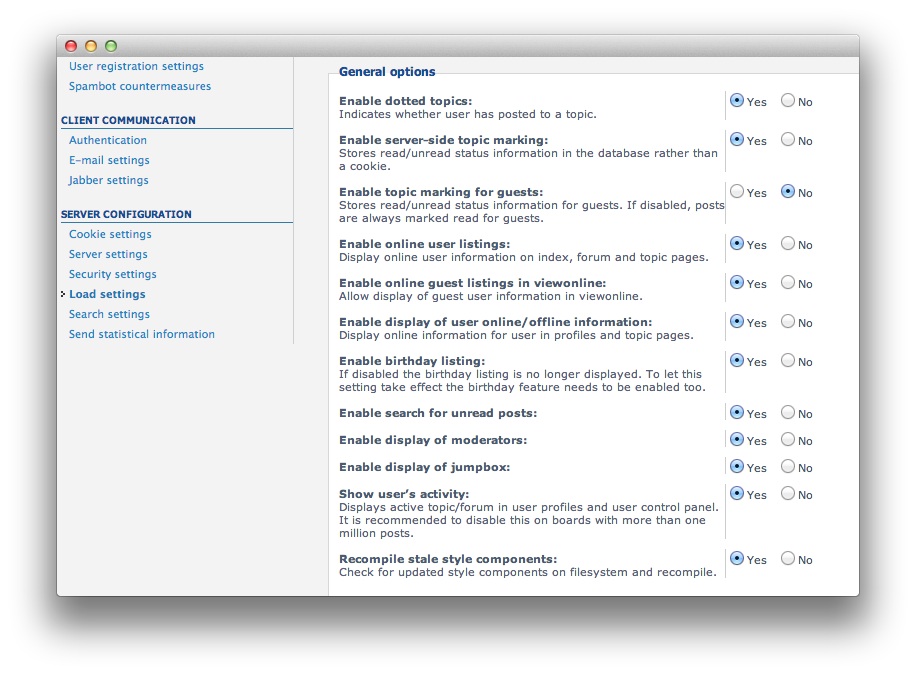 User registration settings
Spambot countermeasures
CLIENT COMMUNICATION
Authentication
E-mail settings
Jabber settings
SERVER CONFIGURATION
Cookie settings
Server settings
Security settings
Load settings
Search settings
Send statistical information
General options
Enable dotted topics:
Indicates whether user has posted to a topic.
Yes No
Enable server-side topic marking:
Stores read/unread status information in the database rather than
a cookie.
Yes No
Enable topic marking for guests:
Stores read/unread status information for guests. If disabled, posts
are always marked read for guests.
Yes No
Enable online user listings:
Display online user information on index, forum and topic pages.
Yes No
Enable online guest listings in viewonline:
Allow display of guest user information in viewonline.
Yes No
Enable display of user online/offline information:
Display online information for user in profiles and topic pages.
Yes No
Enable birthday listing:
If disabled the birthday listing is no longer displayed. To let this
setting take effect the birthday feature needs to be enabled too.
Yes No
Enable search for unread posts:
Yes No
Enable display of moderators:
Yes No
Enable display of jumpbox:
Yes No
Show user's activity:
Displays active topic/forum in user profiles and user control panel.
It is recommended to disable this on boards with more than one
million posts.
Yes No
Recompile stale style components:
Check for updated style components on filesystem and recompile.
Yes No